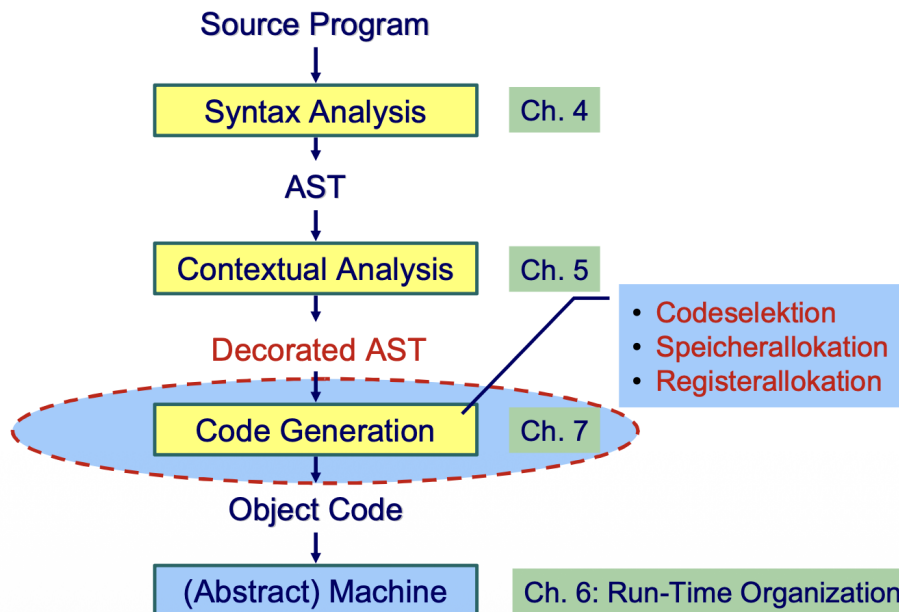 Source Program
Syntax Analysis
Ch. 4
AST
Contextual Analysis
Ch. 5
• Codeselektion
• Speicherallokation
• Registerallokation
Decorated AST
Code Generation
Ch. 7
Object Code
(Abstract) Machine
Ch. 6: Run-Time Organization